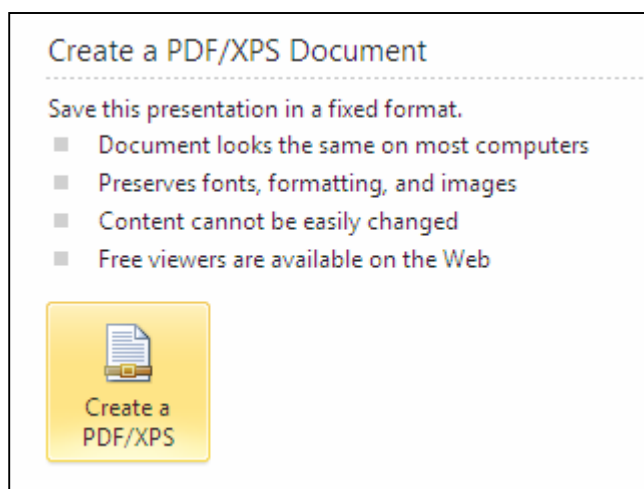 Create a PDF/XPS Document
Save this presentation in a fixed format.
Document looks the same on most computers
Preserves fonts, formatting, and images
Content cannot be easily changed
Free viewers are available on the Web
Create a
PDF/XPS